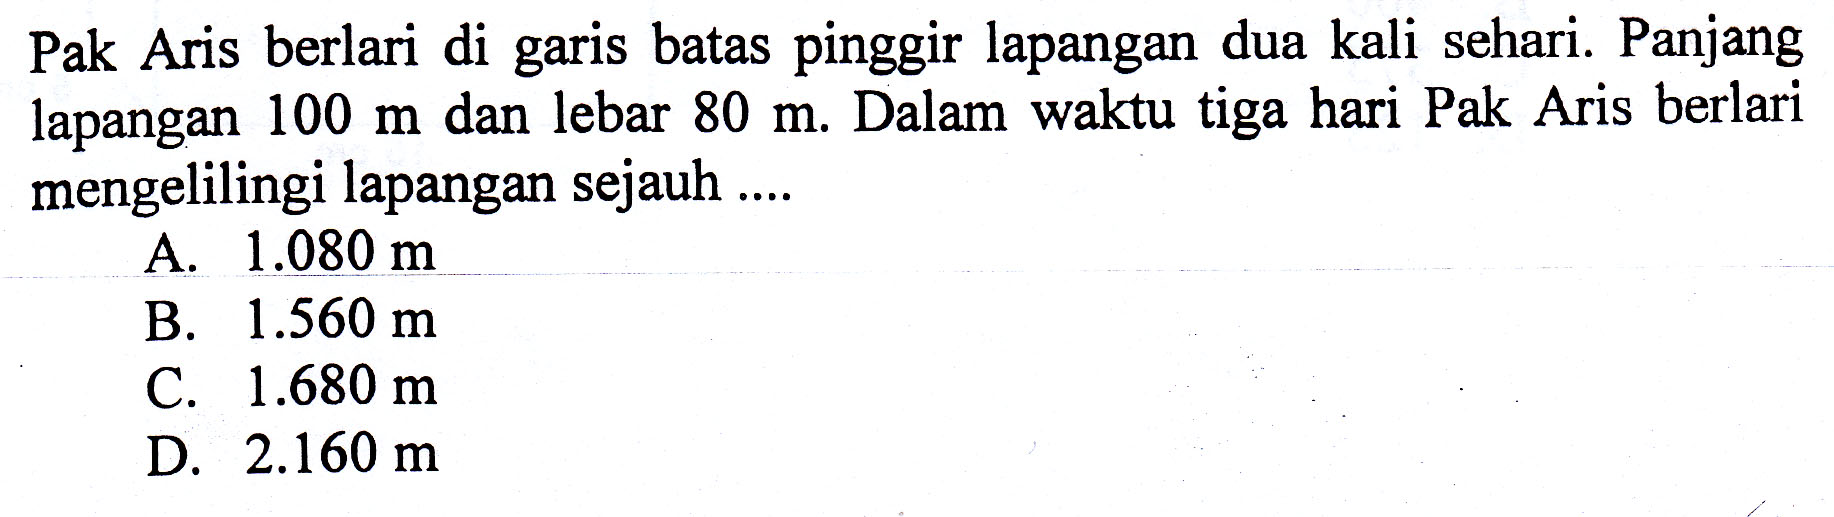 Pak Aris berlari di garis batas pinggir lapangan dua kali sehari. Panjang
lapangan 100 m dan lebar 80 m. Dalam waktu tiga hari Pak Aris berlari
mengelilingi lapangan sejauh ....
A. 1.080 m
B. 1.560 m
C. 1.680 m
D. 2.160 m